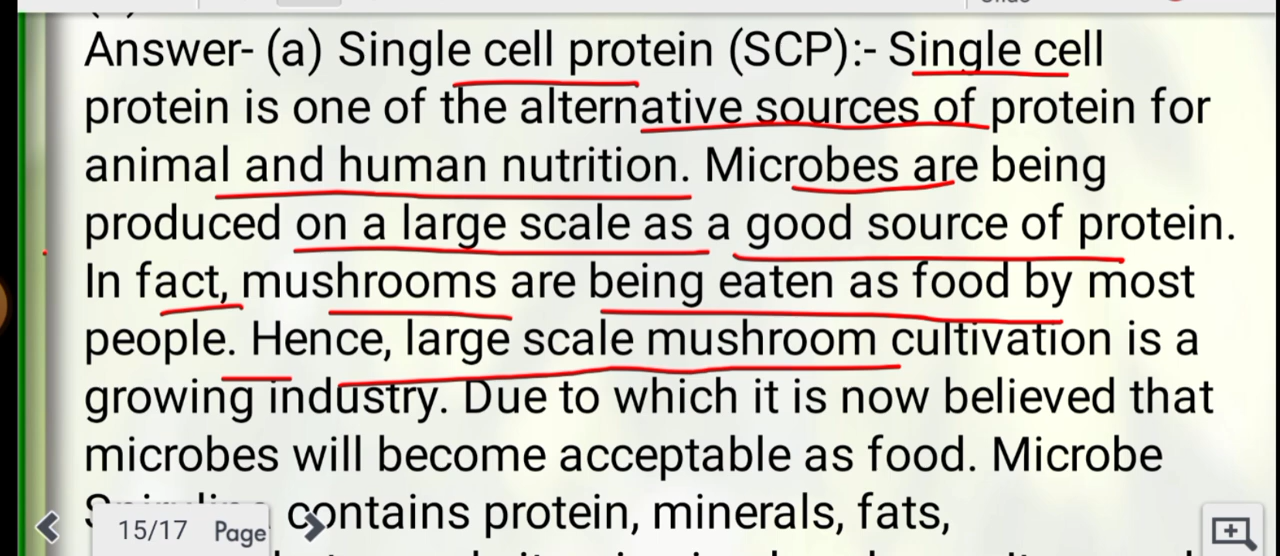 Answer- (a) Single cell protein (SCP):- Single cell
protein is one of the alternative sources of protein for
animal and human nutrition. Microbes are being
produced on a large scale as a good source of protein.
In fact, mushrooms are being eaten as food by most
people. Hence, large scale mushroom cultivation is a
growing industry. Due to which it is now believed that
microbes will become acceptable as food. Microbe
contains protein, minerals, fats,
15/17 Page